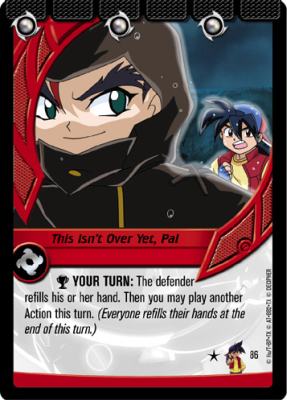 This Isn't Over Yet, Pal
YOUR TURN: The defender
refills his or her hand. Then you may play another
Action this turn. (Everyone refills their hands at the
end of this turn.)
86
DECIPHER